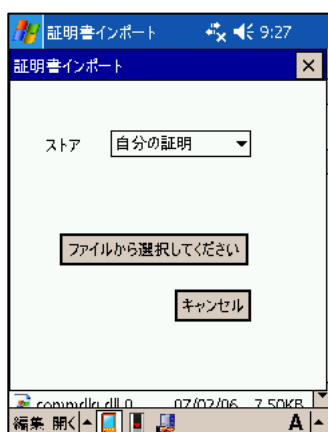 証明書インポート 9:27
証明書インポート
ストア 自分の証明
ファイルから選択してください
キャンセル
07/02/06 7.50KB
編集 開く A